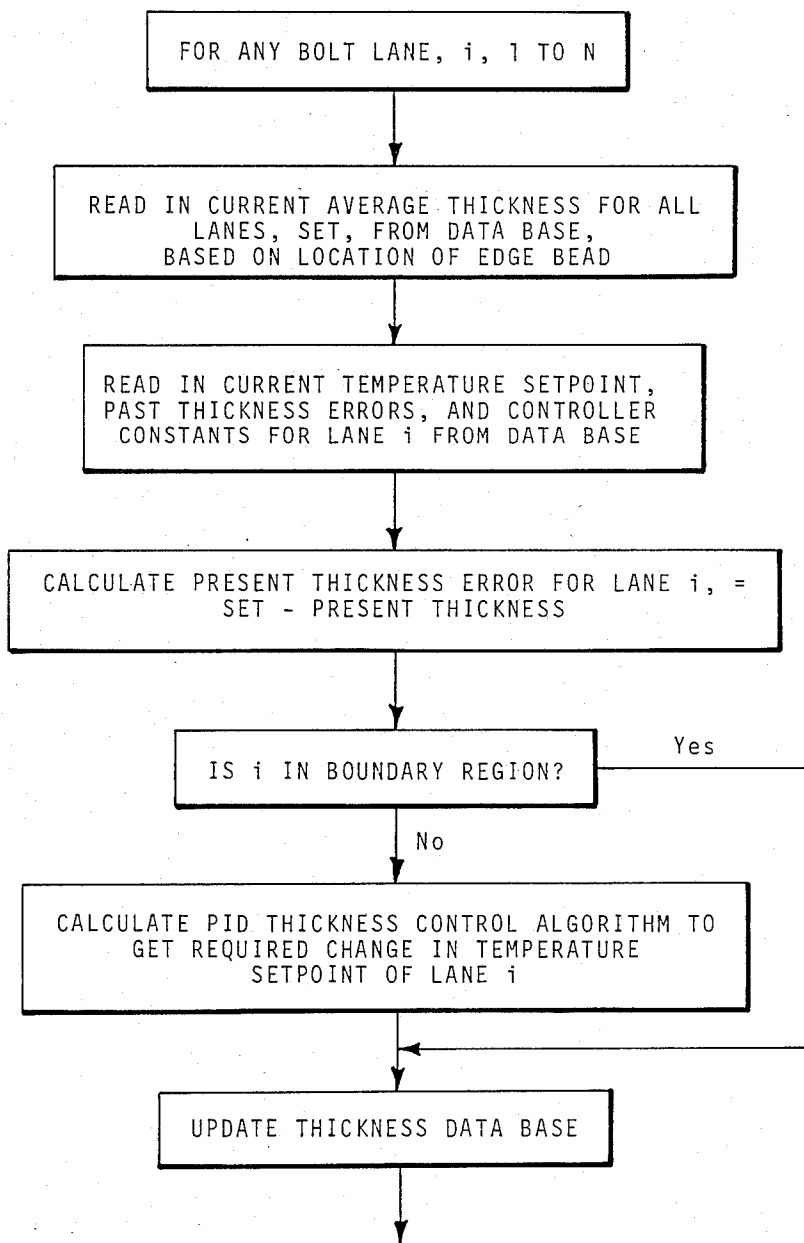 FOR ANY BOLT LANE, i, 1 TO N
READ IN CURRENT AVERAGE THICKNESS FOR ALL
LANES, SET, FROM DATA BASE,
BASED ON LOCATION OF EDGE BEAD
READ IN CURRENT TEMPERATURE SETPOINT,
PAST THICKNESS ERRORS, AND CONTROLLER
CONSTANTS FOR LANE i FROM DATA BASE
CALCULATE PRESENT THICKNESS ERROR FOR LANE i, =
SET - PRESENT THICKNESS
IS i IN BOUNDARY REGION?
Yes
No
CALCULATE PID THICKNESS CONTROL ALGORITHM TO
GET REQUIRED CHANGE IN TEMPERATURE
SETPOINT OF LANE i
UPDATE THICKNESS DATA BASE